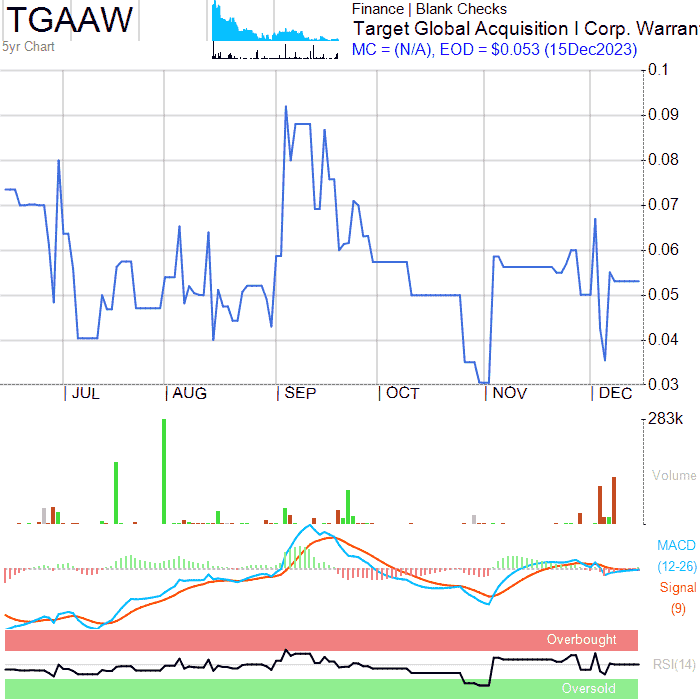 TGAAW
5yr Chart
Finance | Blank Checks
Target Global Acquisition I Corp. Warran
MC = (N/A), EOD = $0.053 (15Dec2023)
0.1
0.09
0.08
0.07
0.06
0.05
0.04
0.03
JUL AUG SEP OCT NOV DEC
283k
Volume
MACD
(12-26)
Signal
(9)
Overbought
RSI(14)
Oversold